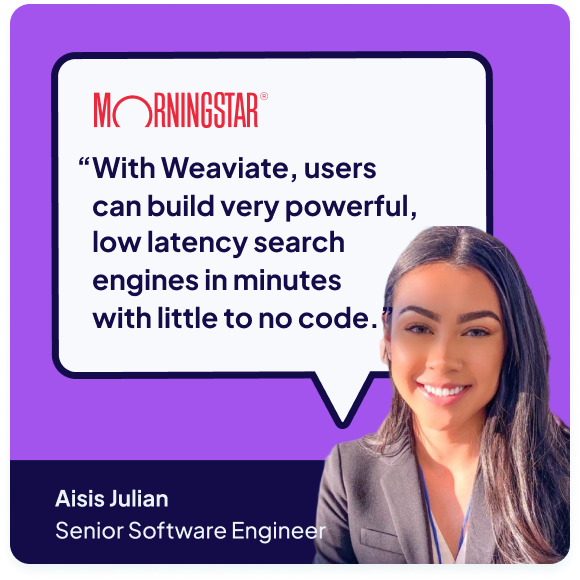 MORNINGSTAR®
“With Weaviate, users
can build very powerful,
low latency search
engines in minutes
with little to no code.”
Aisis Julian
Senior Software Engineer